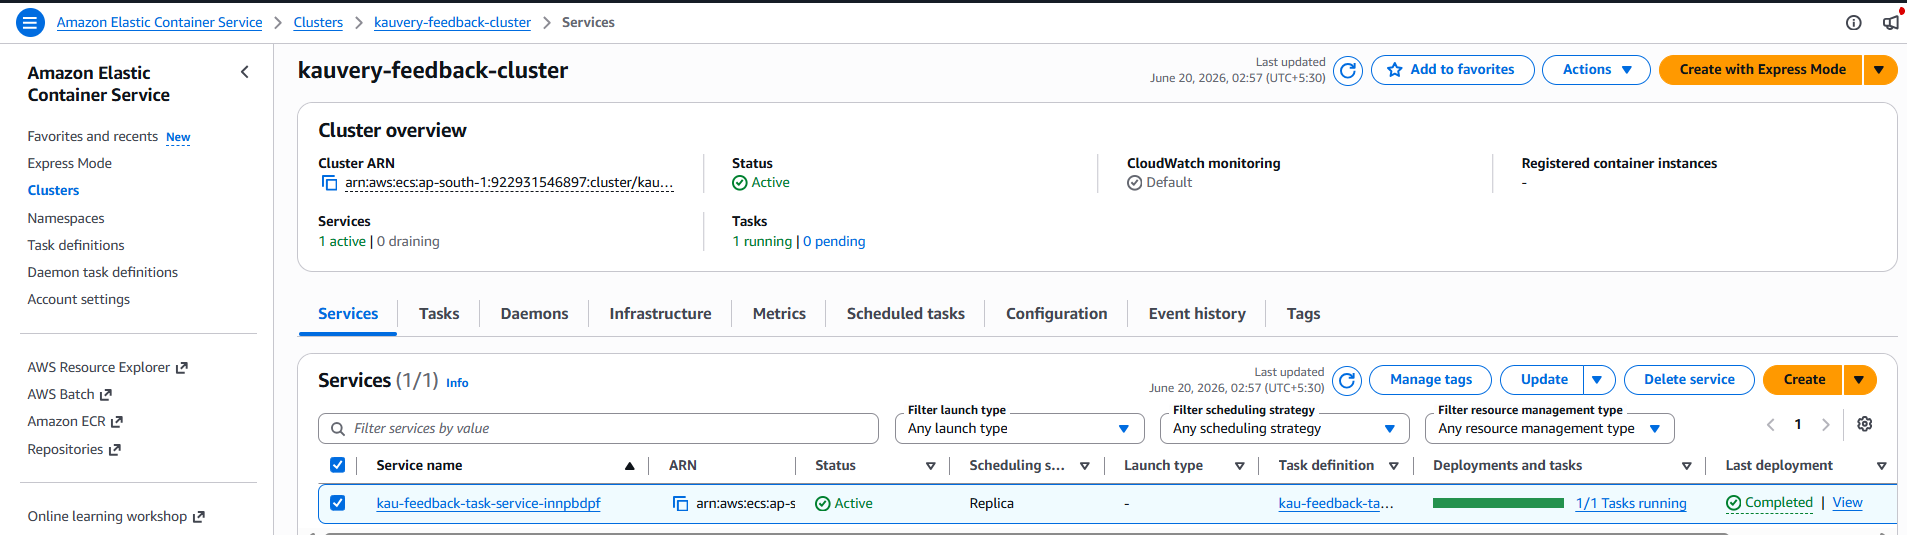 Amazon Elastic Container Service > Clusters > kauvery-feedback-cluster > Services
Amazon Elastic
Container Service
Favorites and recents New
Express Mode
Clusters
Namespaces
Task definitions
Daemon task definitions
Account settings
AWS Resource Explorer
AWS Batch
Amazon ECR
Repositories
Online learning workshop
kauvery-feedback-cluster
Last updated
June 20, 2026, 02:57 (UTC+5:30)
Add to favorites
Actions
Create with Express Mode
Cluster overview
Cluster ARN
arn:aws:ecs:ap-south-1:922931546897:cluster/kau...
Status
Active
CloudWatch monitoring
Default
Registered container instances
-
Services
1 active | 0 draining
Tasks
1 running | 0 pending
Services Tasks Daemons Infrastructure Metrics Scheduled tasks Configuration Event history Tags
Services (1/1) Info
Last updated
June 20, 2026, 02:57 (UTC+5:30)
Manage tags
Update
Delete service
Create
Filter services by value
Filter launch type
Any launch type
Filter scheduling strategy
Any scheduling strategy
Filter resource management type
Any resource management type
1
Service name ARN Status Scheduling s... Launch type Task definition Deployments and tasks Last deployment
kau-feedback-task-service-innpbdpf arn:aws:ecs:ap-s Active Replica - kau-feedback-ta... 1/1 Tasks running Completed | View